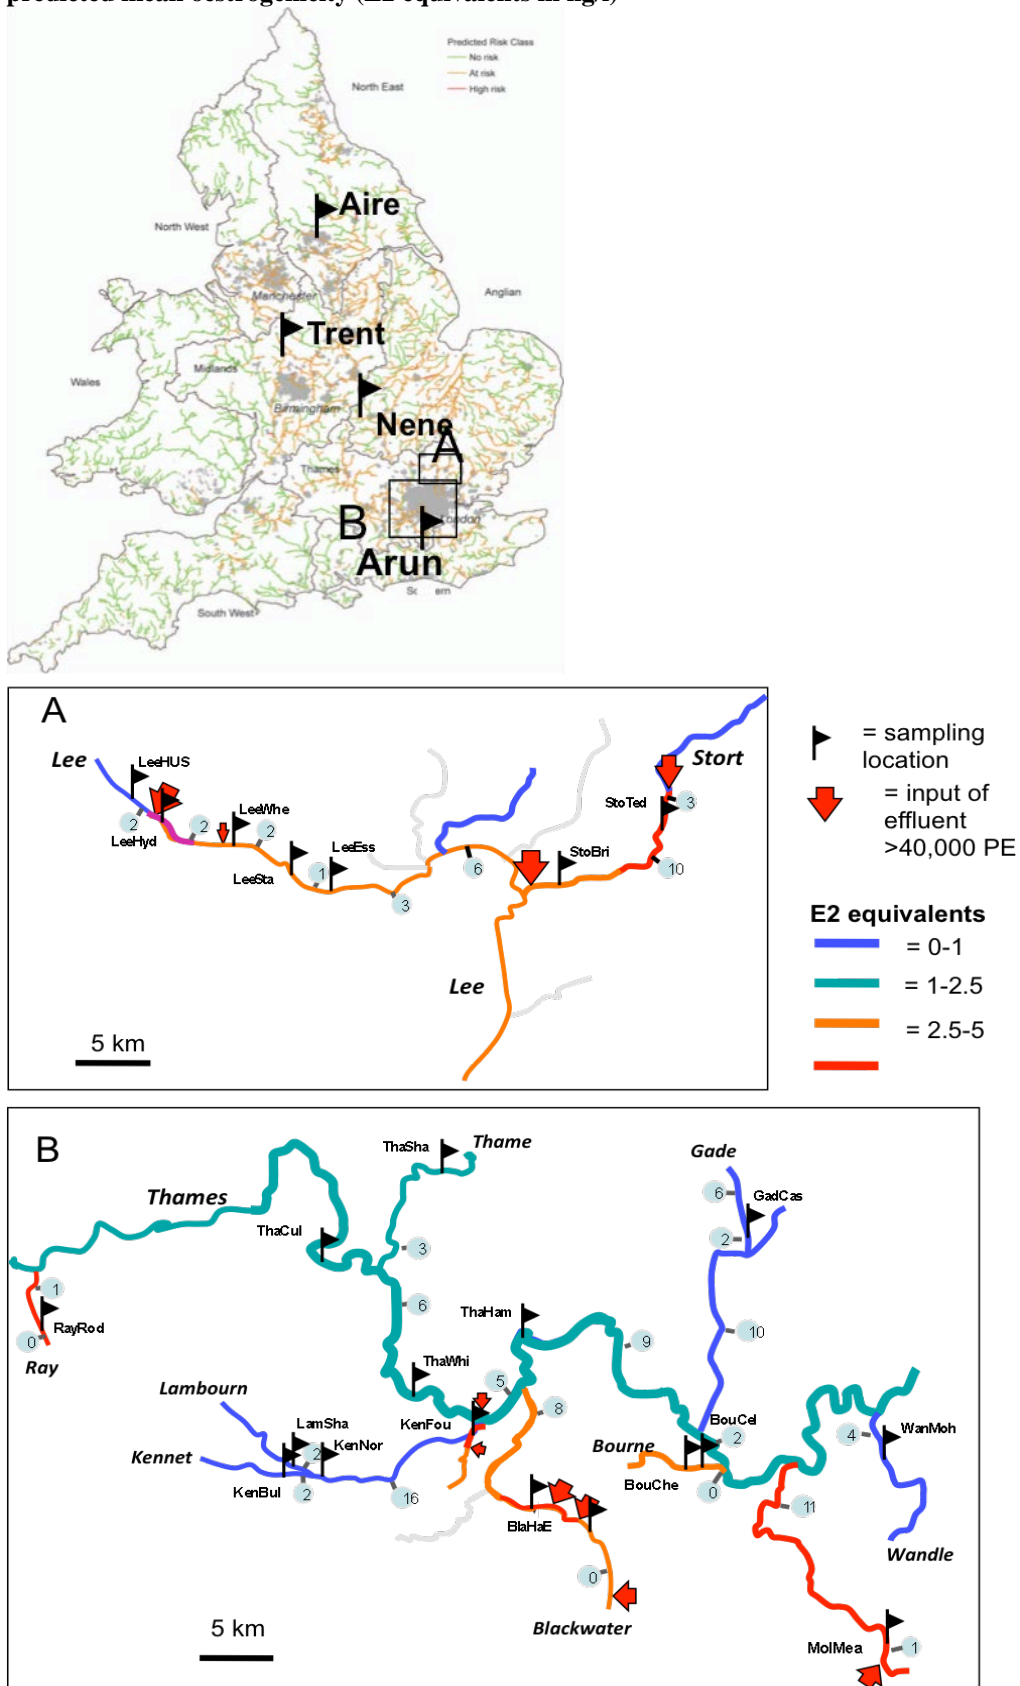 predicted mean oestrogenicity (E2 equivalents in ng/l)
Predicted Risk Class
No risk
At risk
High risk
North East
Aire
North West
Manchester
Anglian
Trent
Midlands
Wales
Birmingham
Nene
A
Thames
B
London
Arun
South West
A
Lee
LeeHUS
Stort
= sampling
location
= input of
effluent
>40,000 PE
StoTed
3
LeeWhe
2
2
2
LeeHyd
LeeEss
StoBri
LeeSta
1
6
10
3
E2 equivalents
= 0-1
Lee
= 1-2.5
= 2.5-5
5 km
B
ThaSha
Thame
Gade
6
GadCas
Thames
ThaCul
2
3
1
6
ThaHam
10
RayRod
0
9
Ray
ThaWhi
5
Lambourn
8
KenFou
LamSha
BouCel
2
WanMoh
4
Kennet
2
KenNor
Bourne
KenBul
2
16
BouChe
0
11
BlaHaE
Wandle
0
5 km
Blackwater
MolMea
1